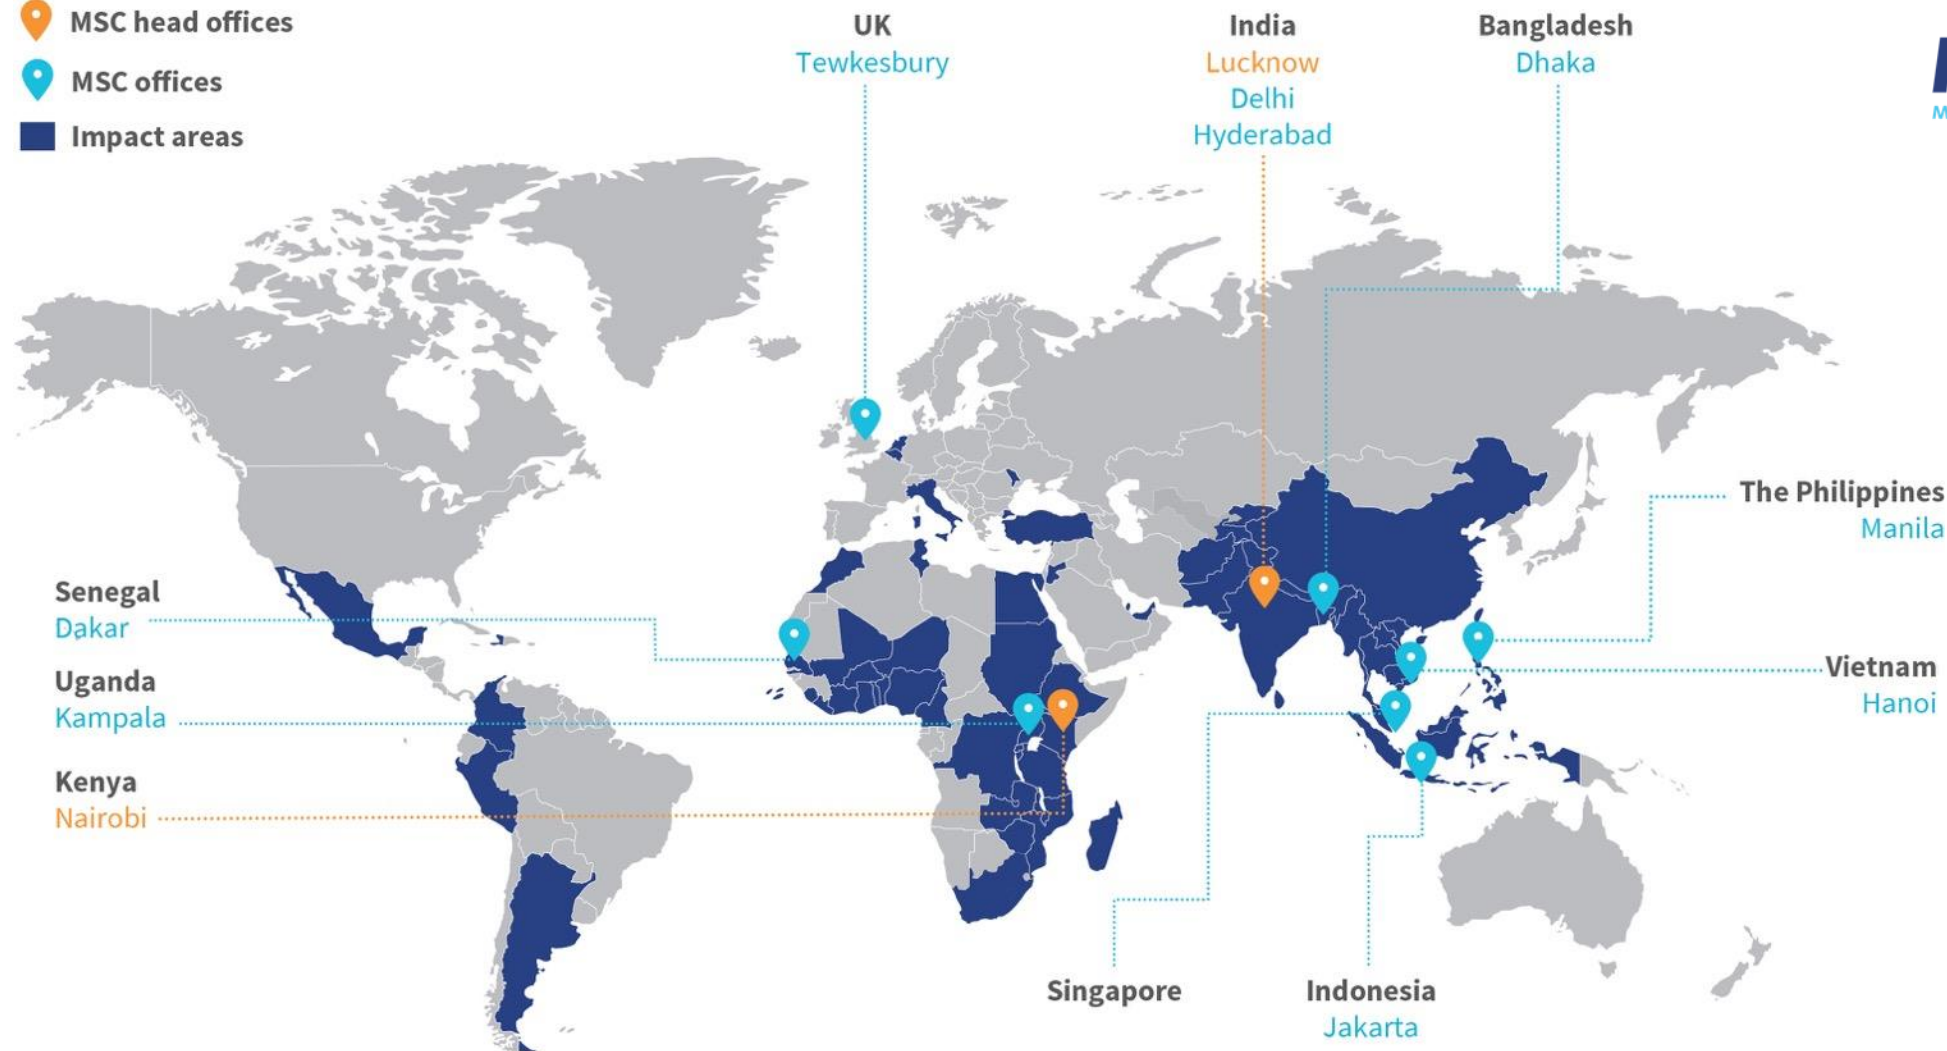 MSC head offices
MSC offices
Impact areas
UK
Tewkesbury
India
Lucknow
Delhi
Hyderabad
Bangladesh
Dhaka
The Philippines
Manila
Vietnam
Hanoi
Senegal
Dakar
Uganda
Kampala
Kenya
Nairobi
Singapore
Indonesia
Jakarta